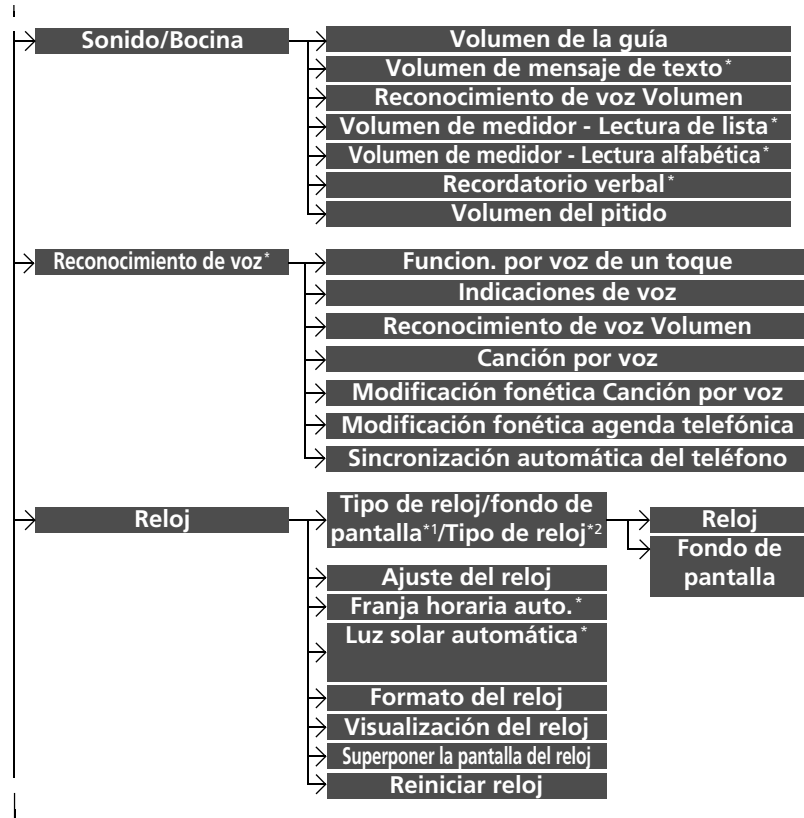 Sonido/Bocina
Volumen de la guía
Volumen de mensaje de texto*
Reconocimiento de voz Volumen
Volumen de medidor - Lectura de lista*
Volumen de medidor - Lectura alfabética*
Recordatorio verbal*
Volumen del pitido
Reconocimiento de voz*
Funcion. por voz de un toque
Indicaciones de voz
Reconocimiento de voz Volumen
Canción por voz
Modificación fonética Canción por voz
Modificación fonética agenda telefónica
Sincronización automática del teléfono
Reloj
Tipo de reloj/fondo de
pantalla*1/Tipo de reloj*2
Reloj
Fondo de
pantalla
Ajuste del reloj
Franja horaria auto.*
Luz solar automática*
Formato del reloj
Visualización del reloj
Superponer la pantalla del reloj
Reiniciar reloj